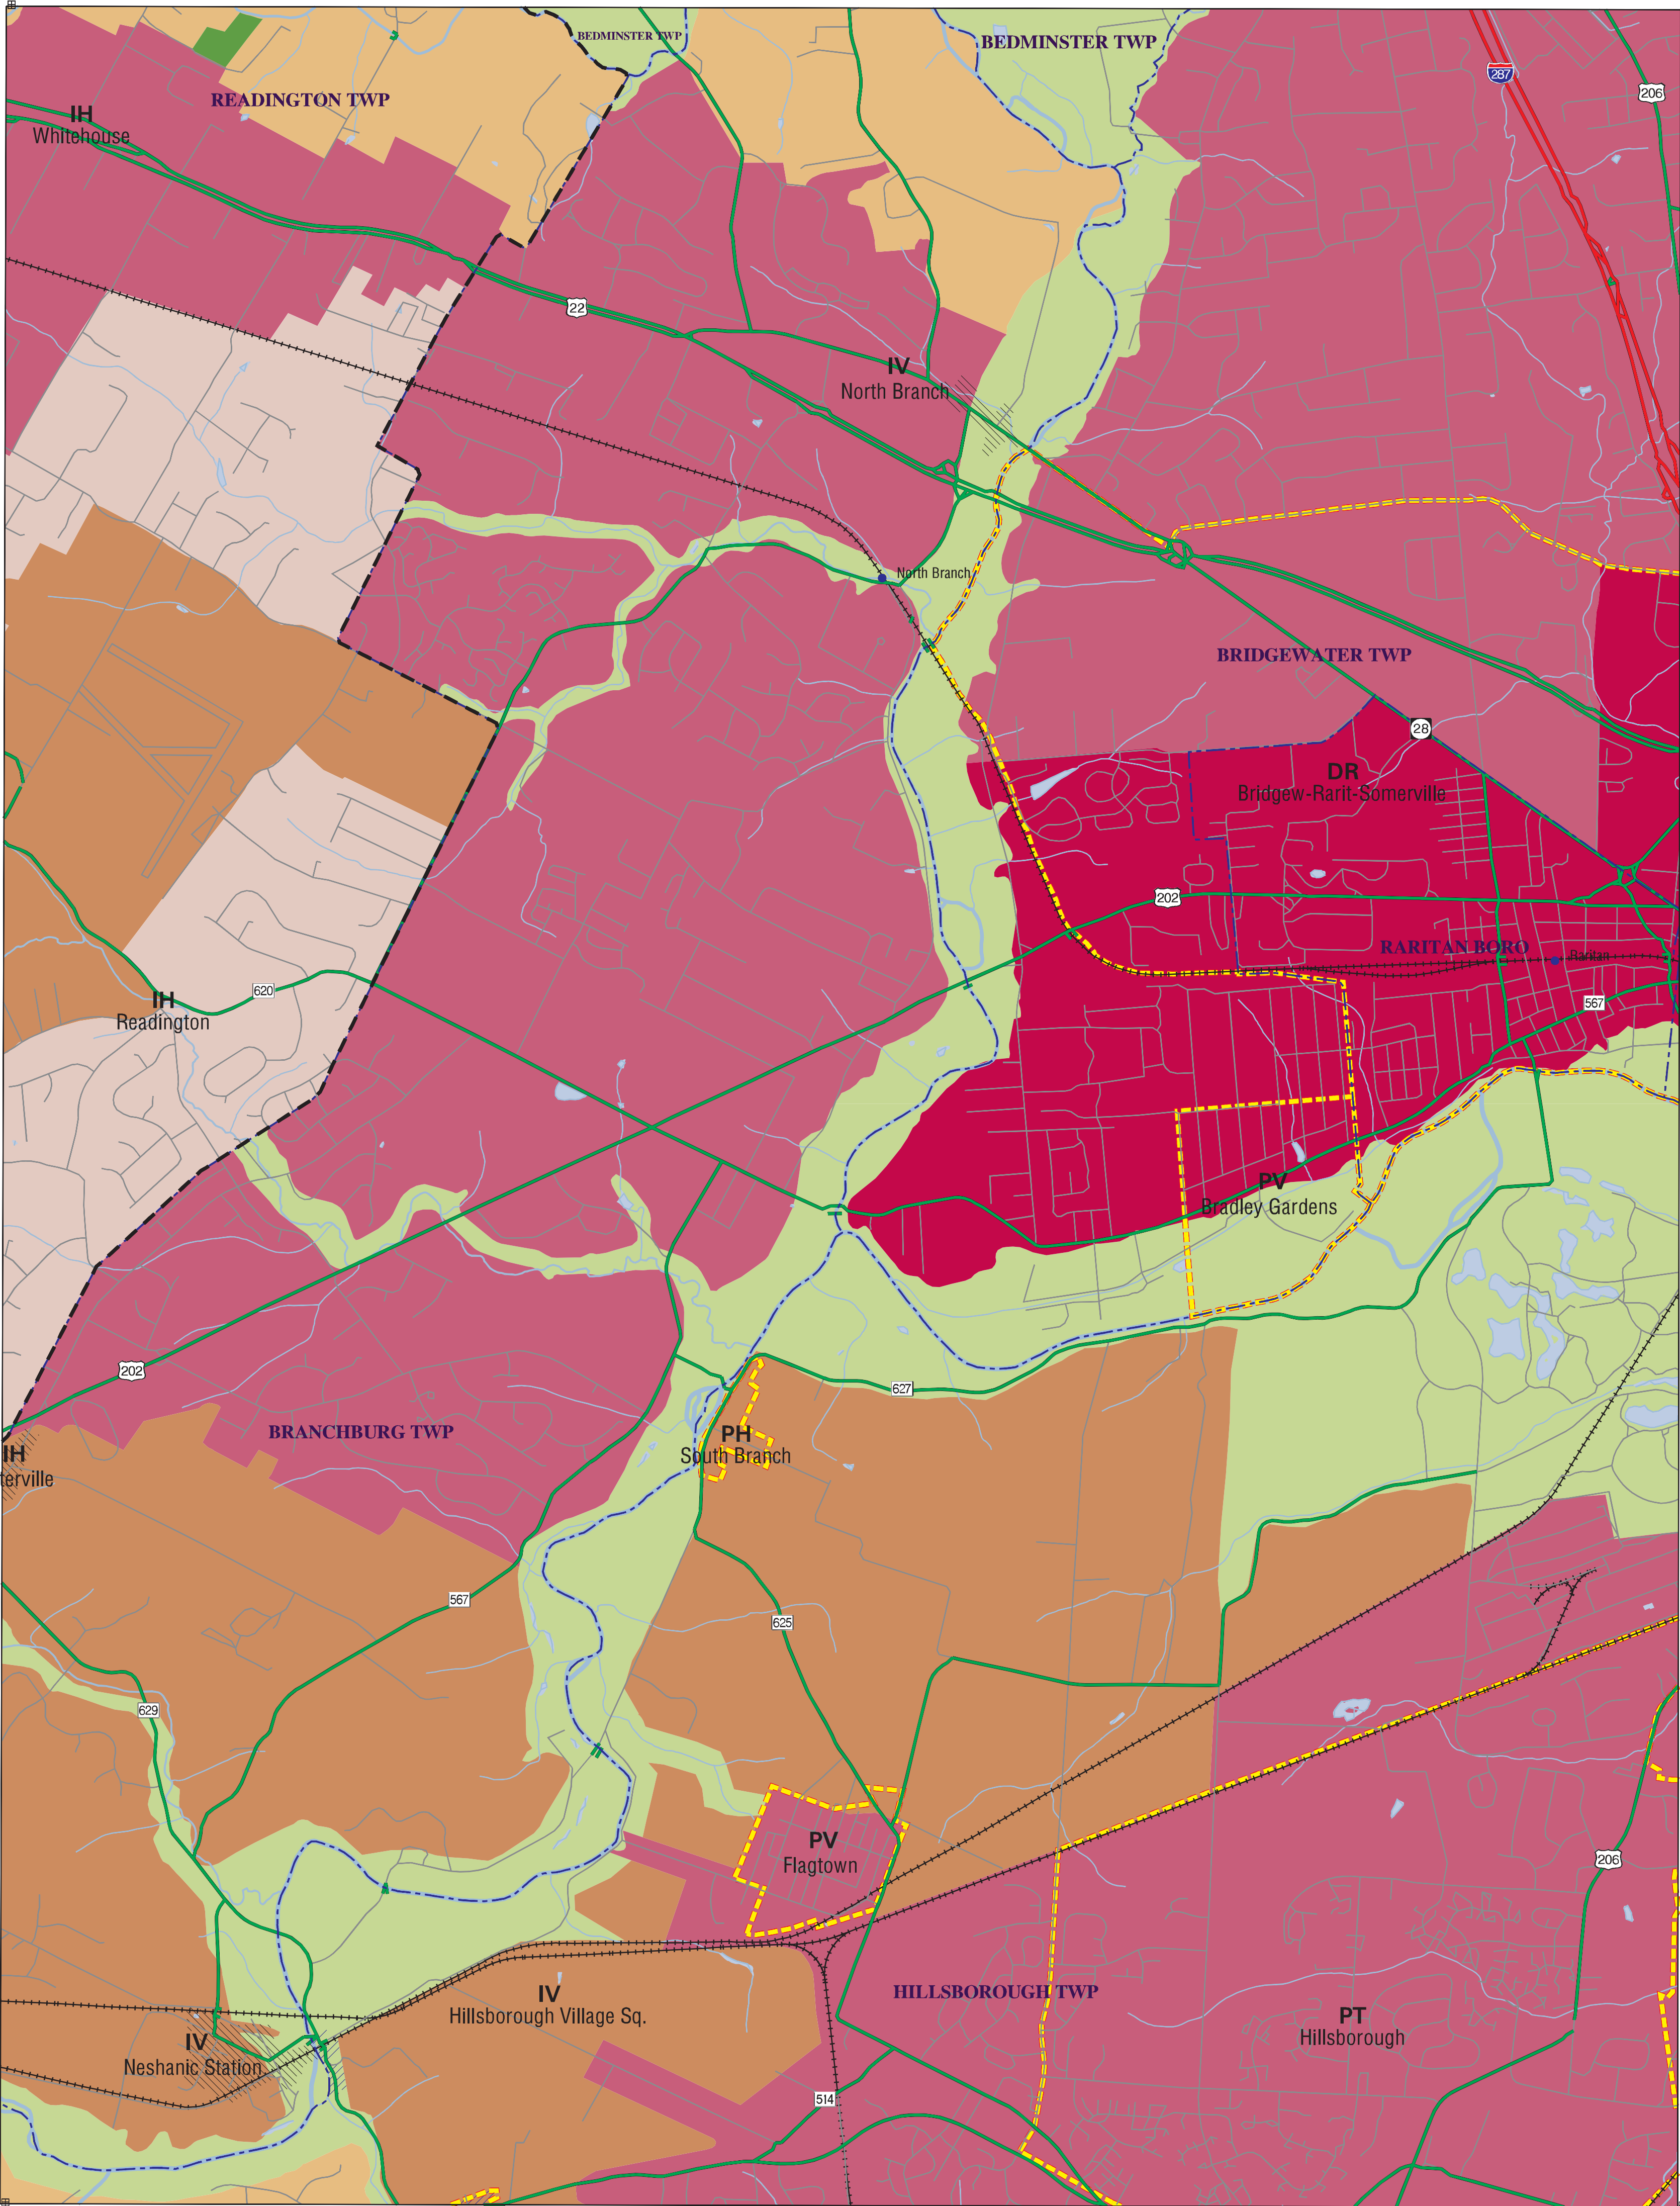 BEDMINSTER TWP
BEDMINSTER TWP
287
206
READINGTON TWP
IH
Whitehouse
22
IV
North Branch
North Branch
BRIDGEWATER TWP
28
DR
Bridgew-Rarit-Somerville
202
RARITAN BORO
Raritan
620
567
IH
Readington
PV
Bradley Gardens
202
627
BRANCHBURG TWP
PH
South Branch
IH
terville
567
625
629
PV
Flagtown
206
IV
Hillsborough Village Sq.
HILLSBOROUGH TWP
PT
Hillsborough
IV
Neshanic Station
514